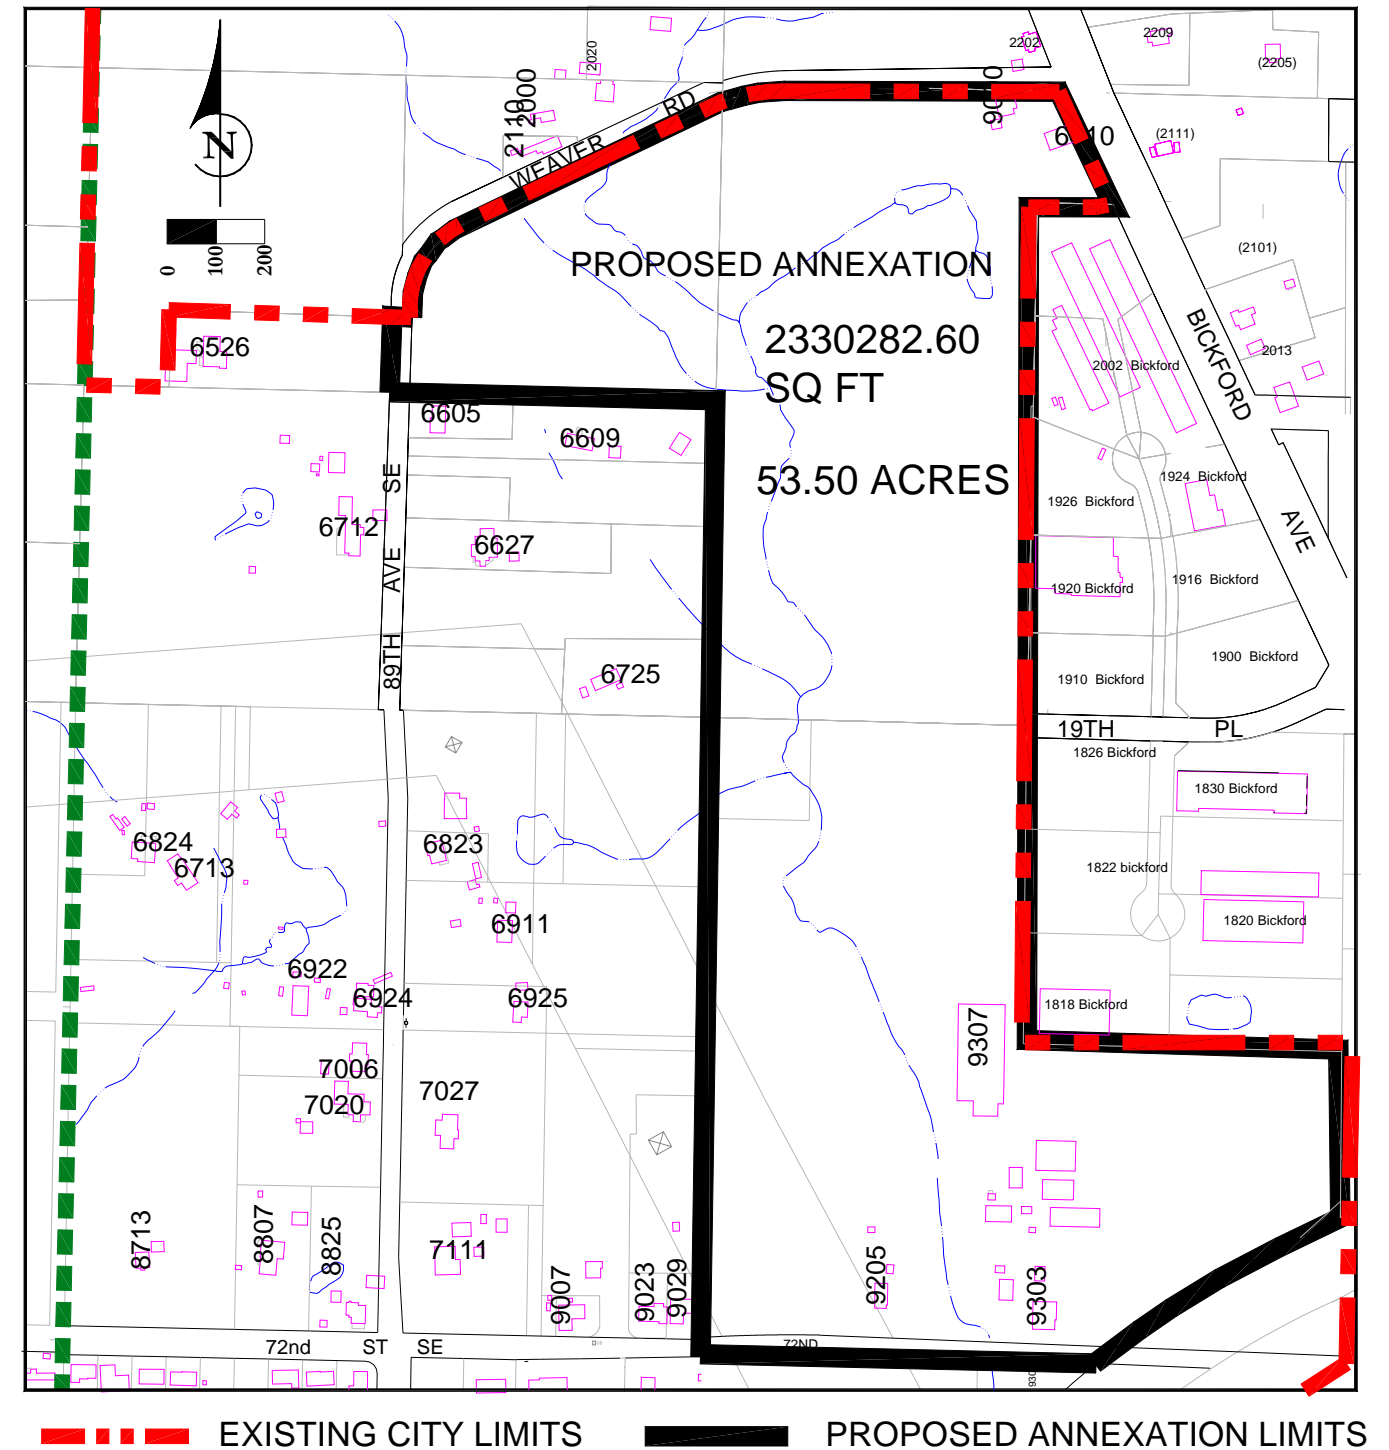 2202
2209
(2205)
2020
2000
2110
RD
WEAVER
6410
(2111)
N
0 100 200
(2101)
PROPOSED ANNEXATION
2330282.60
SQ FT
53.50 ACRES
BICKFORD
AVE
2013
2002 Bickford
6526
6605
6609
1924 Bickford
1926 Bickford
6712
6627
89TH AVE SE
1920 Bickford
1916 Bickford
1900 Bickford
6725
1910 Bickford
19TH PL
1826 Bickford
1830 Bickford
6824
6713
6823
1822 bickford
6911
1820 Bickford
6922
6924
6925
1818 Bickford
9307
7006
7020
7027
8713
8807
8825
7111
9007
9023
9029
9205
9303
72nd ST SE
72ND
EXISTING CITY LIMITS
PROPOSED ANNEXATION LIMITS